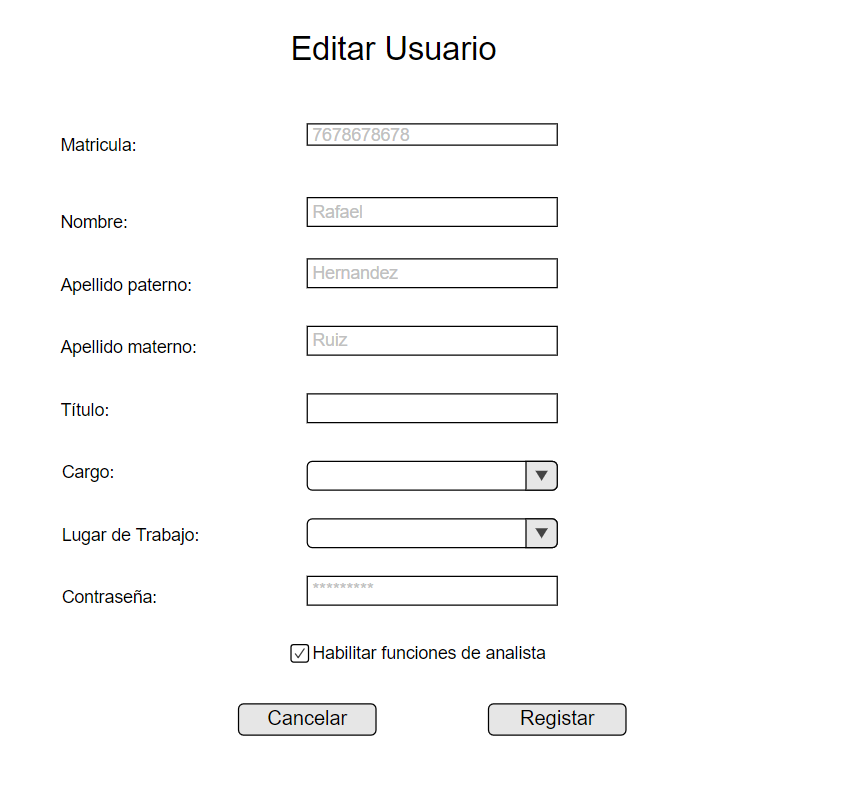 Editar Usuario
Matricula: 7678678678
Nombre: Rafael
Apellido paterno: Hernandez
Apellido materno: Ruiz
Título:
Cargo:
Lugar de Trabajo:
Contraseña: *********
Habilitar funciones de analista
Cancelar Registar